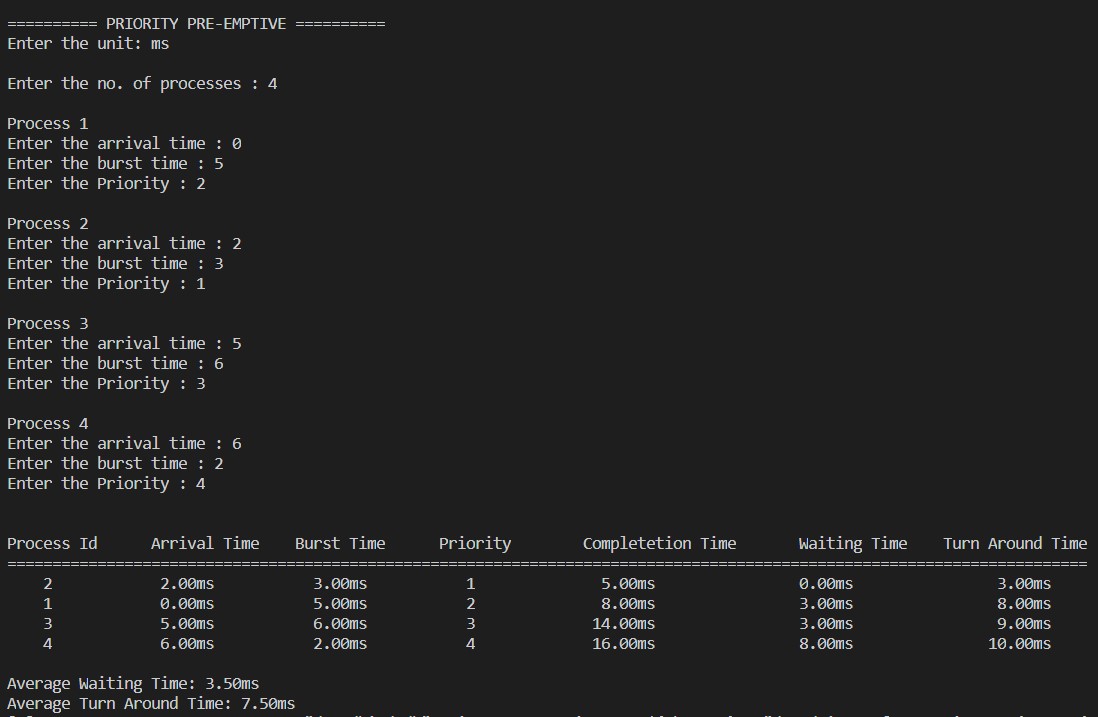 ========== PRIORITY PRE-EMPTIVE ==========
Enter the unit: ms
Enter the no. of processes : 4
Process 1
Enter the arrival time : 0
Enter the burst time : 5
Enter the Priority : 2
Process 2
Enter the arrival time : 2
Enter the burst time : 3
Enter the Priority : 1
Process 3
Enter the arrival time : 5
Enter the burst time : 6
Enter the Priority : 3
Process 4
Enter the arrival time : 6
Enter the burst time : 2
Enter the Priority : 4
Process Id Arrival Time Burst Time Priority Completetion Time Waiting Time Turn Around Time
========================================================================================================================
2 2.00ms 3.00ms 1 5.00ms 0.00ms 3.00ms
1 0.00ms 5.00ms 2 8.00ms 3.00ms 8.00ms
3 5.00ms 6.00ms 3 14.00ms 3.00ms 9.00ms
4 6.00ms 2.00ms 4 16.00ms 8.00ms 10.00ms
Average Waiting Time: 3.50ms
Average Turn Around Time: 7.50ms